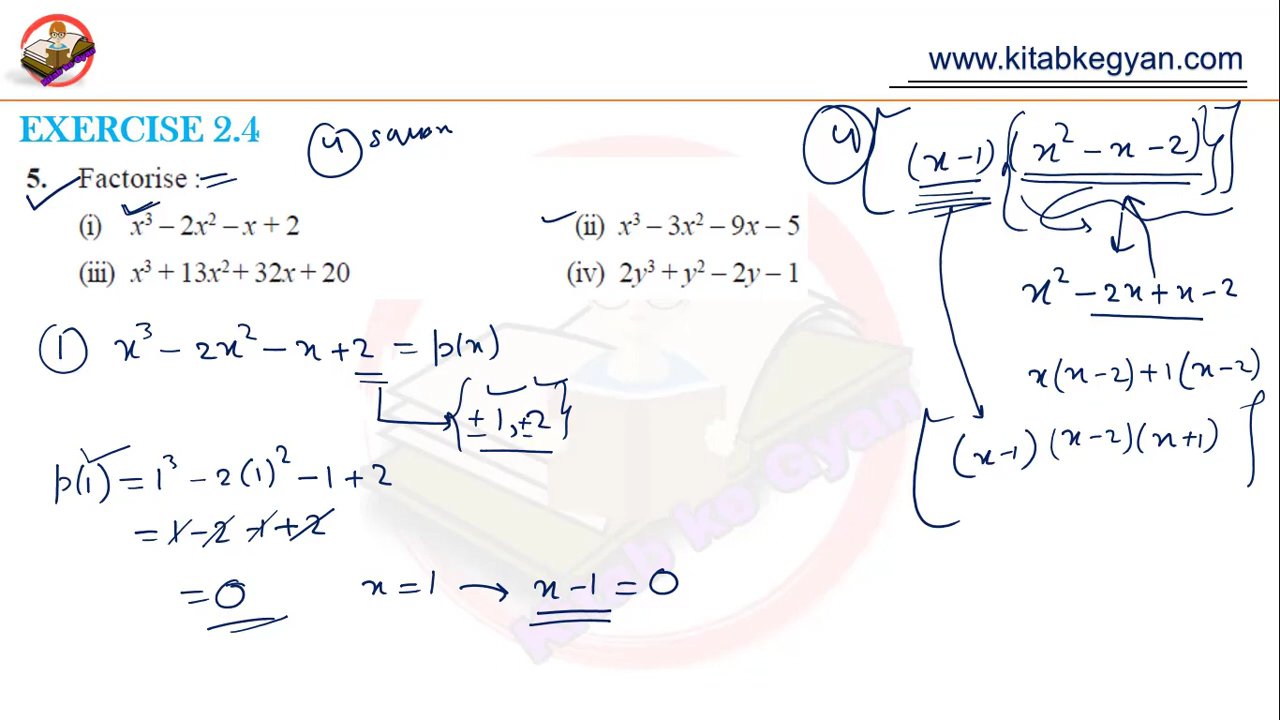 www.kitabkegyan.com
EXERCISE 2.4
5. Factorise :
(i) x³ – 2x² – x + 2
(ii) x³ – 3x² – 9x – 5
(iii) x³ + 13x² + 32x + 20
(iv) 2y³ + y² – 2y – 1
① x³ – 2x² – x + 2 = p(x)
{± 1, ±2}
p(1) = 1³ – 2(1)² – 1 + 2
= 1 – 2 – 1 + 2
= 0
x = 1 → x – 1 = 0
[(x – 1) {(x² – x – 2)}]
x² – 2x + x – 2
x(x – 2) + 1(x – 2)
[(x – 1) (x – 2) (x + 1)]
Kitab ko Gyan